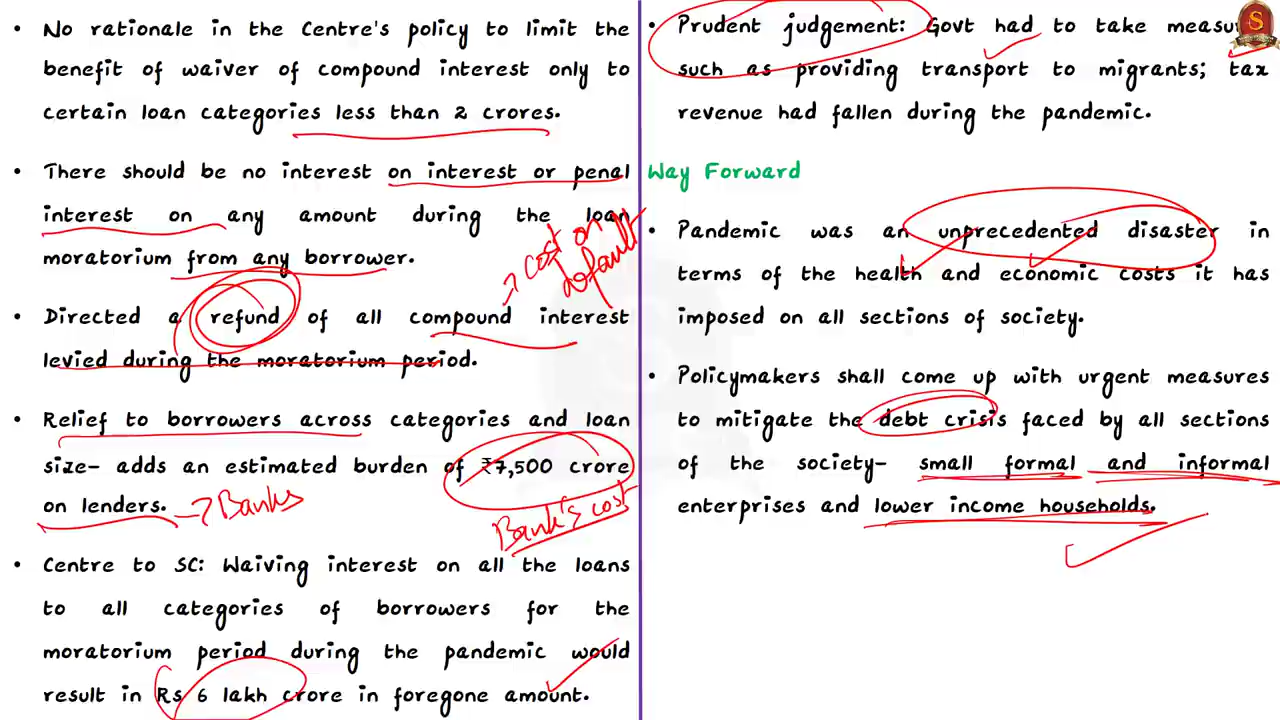 • No rationale in the Centre's policy to limit the
benefit of waiver of compound interest only to
certain loan categories less than 2 crores.
• There should be no interest on interest or penal
interest on any amount during the loan
moratorium from any borrower.
→ cost on
default
• Directed a refund of all compound interest
levied during the moratorium period.
• Relief to borrowers across categories and loan
size- adds an estimated burden of ₹7,500 crore
on lenders. → Banks
Bank's cost
• Centre to SC: Waiving interest on all the loans
to all categories of borrowers for the
moratorium period during the pandemic would
result in Rs 6 lakh crore in foregone amount.
• Prudent judgement: Govt had to take
such as providing transport to migrants; tax
revenue had fallen during the pandemic.
Way Forward
• Pandemic was an unprecedented disaster in
terms of the health and economic costs it has
imposed on all sections of society.
• Policymakers shall come up with urgent measures
to mitigate the debt crisis faced by all sections
of the society- small formal and informal
enterprises and lower income households.